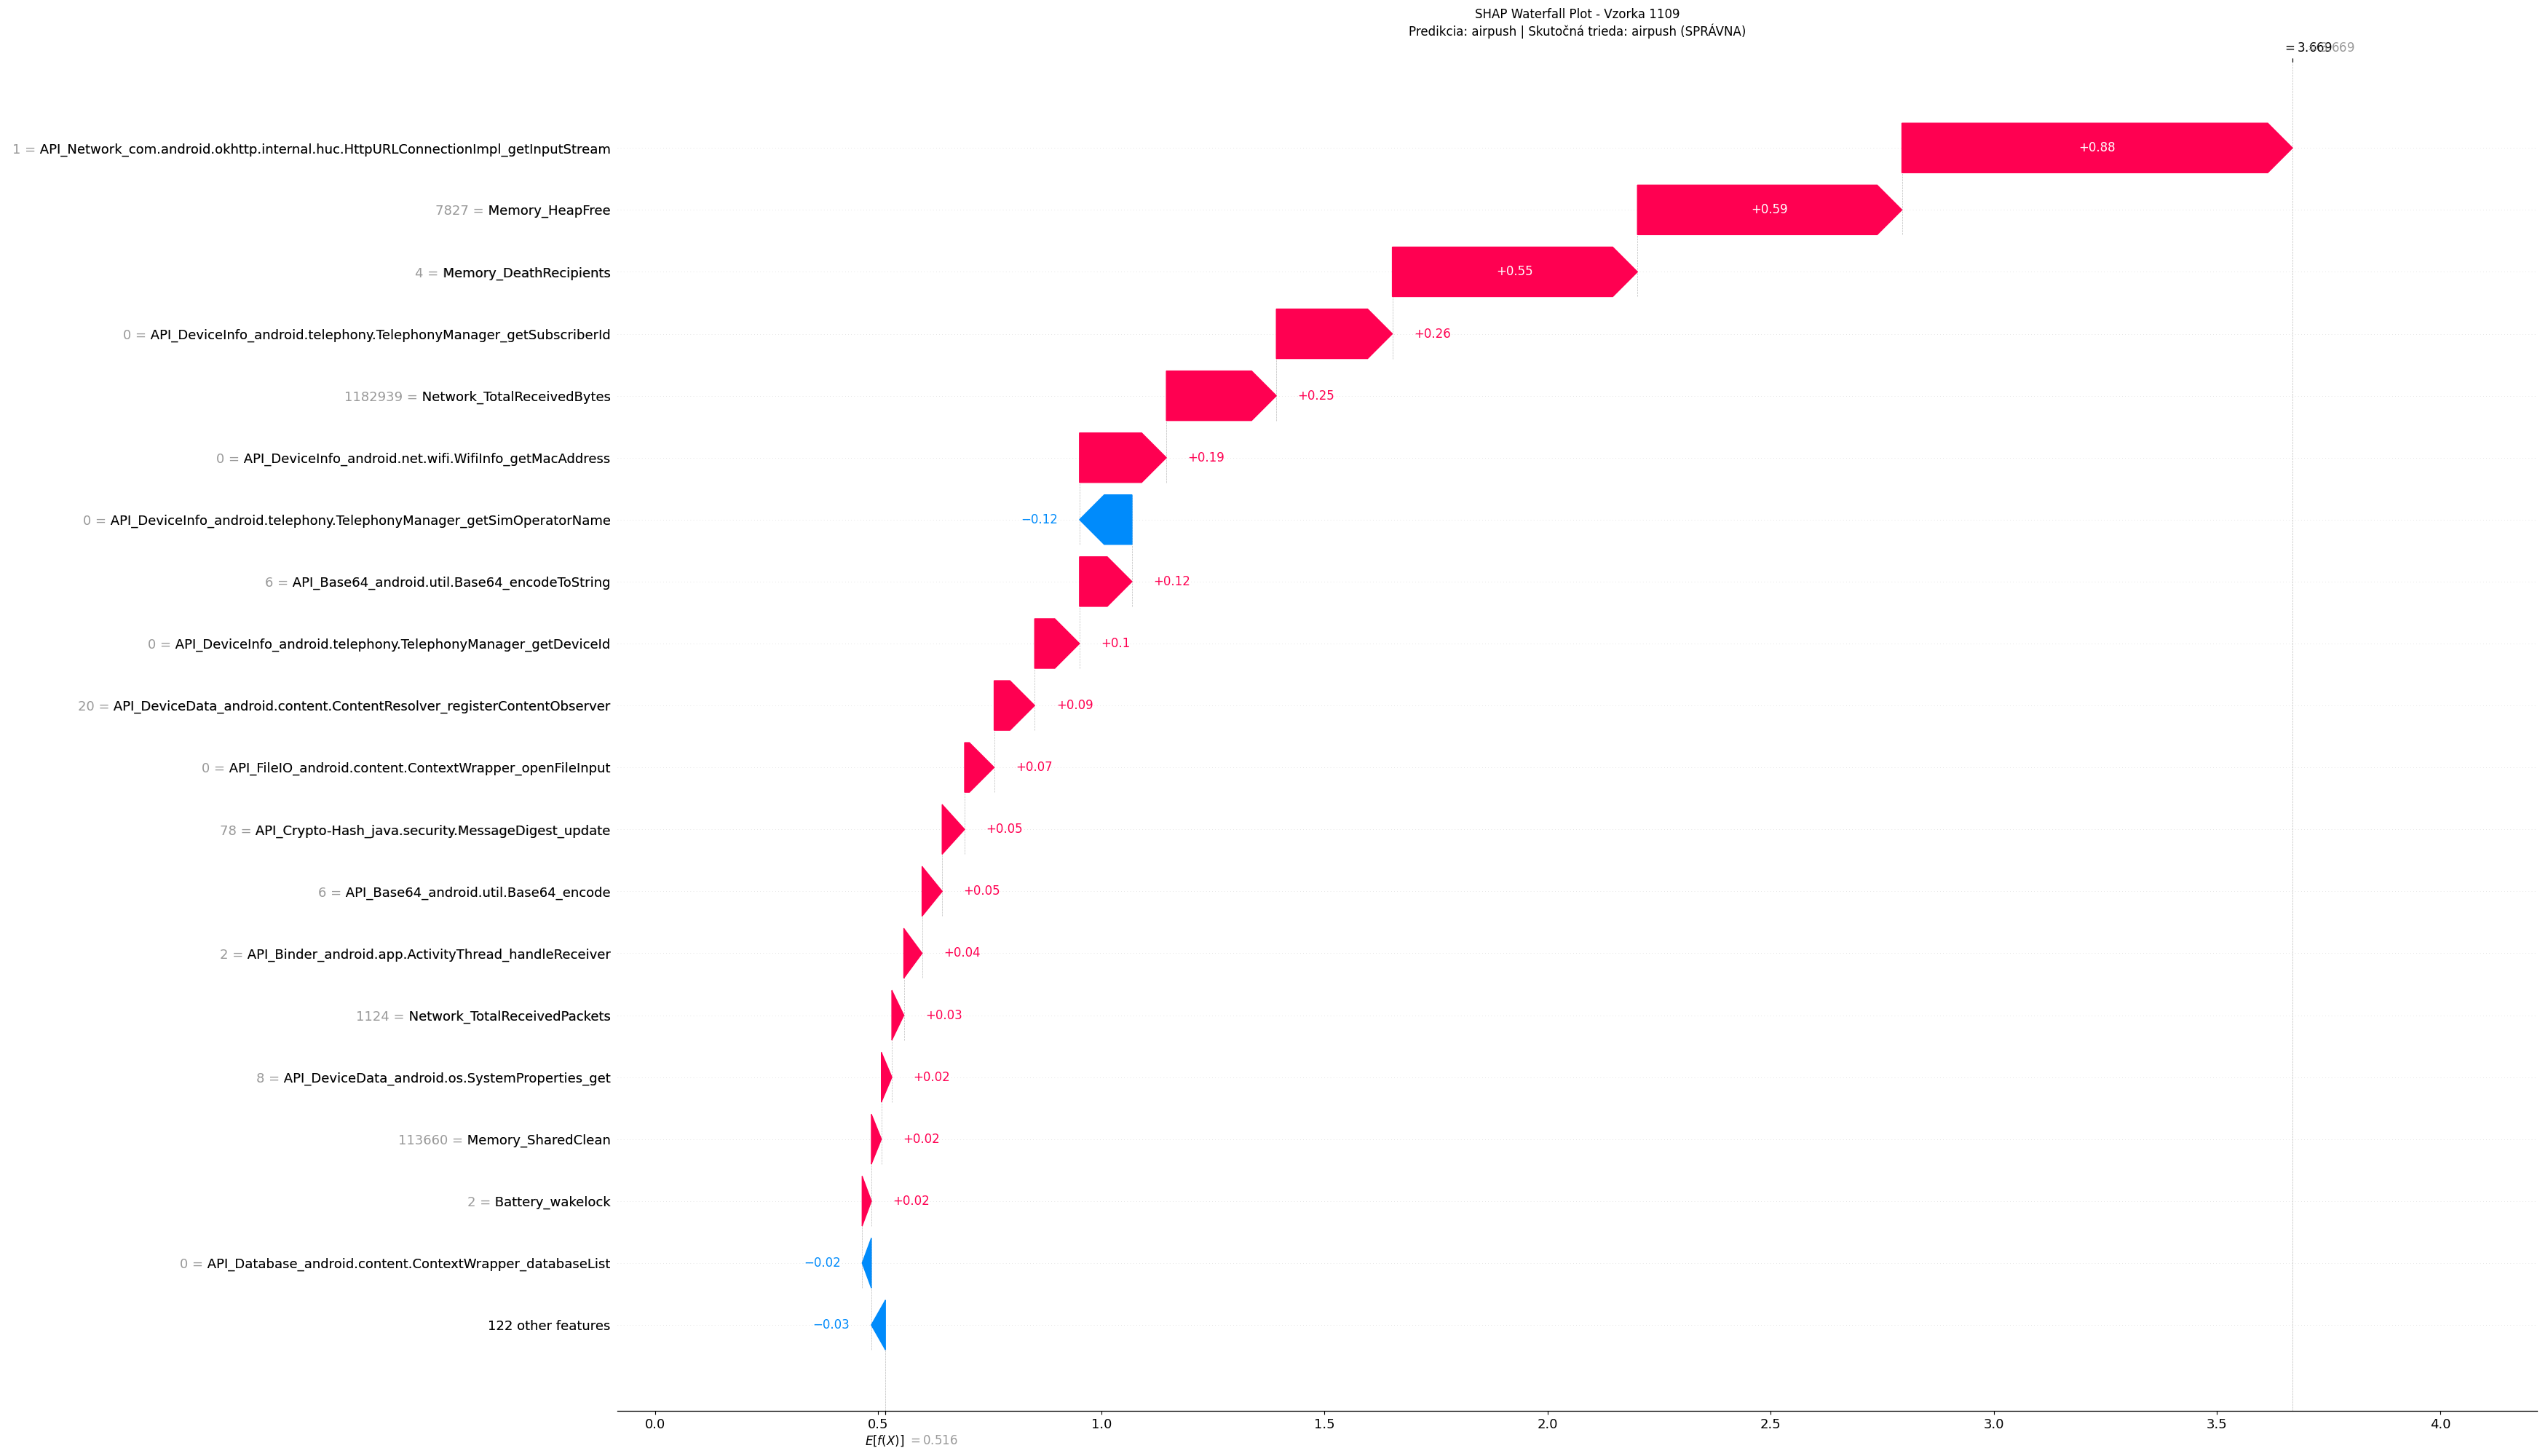 SHAP Waterfall Plot - Vzorka 1109
Predikcia: airpush | Skutočná trieda: airpush (SPRÁVNA)
= 3.669
1 = API_Network_com.android.okhttp.internal.huc.HttpURLConnectionImpl_getInputStream
+0.88
7827 = Memory_HeapFree
+0.59
4 = Memory_DeathRecipients
+0.55
0 = API_DeviceInfo_android.telephony.TelephonyManager_getSubscriberId
+0.26
1182939 = Network_TotalReceivedBytes
+0.25
0 = API_DeviceInfo_android.net.wifi.WifiInfo_getMacAddress
+0.19
0 = API_DeviceInfo_android.telephony.TelephonyManager_getSimOperatorName
−0.12
6 = API_Base64_android.util.Base64_encodeToString
+0.12
0 = API_DeviceInfo_android.telephony.TelephonyManager_getDeviceId
+0.1
20 = API_DeviceData_android.content.ContentResolver_registerContentObserver
+0.09
0 = API_FileIO_android.content.ContextWrapper_openFileInput
+0.07
78 = API_Crypto-Hash_java.security.MessageDigest_update
+0.05
6 = API_Base64_android.util.Base64_encode
+0.05
2 = API_Binder_android.app.ActivityThread_handleReceiver
+0.04
1124 = Network_TotalReceivedPackets
+0.03
8 = API_DeviceData_android.os.SystemProperties_get
+0.02
113660 = Memory_SharedClean
+0.02
2 = Battery_wakelock
+0.02
0 = API_Database_android.content.ContextWrapper_databaseList
−0.02
122 other features
−0.03
0.0 0.5 1.0 1.5 2.0 2.5 3.0 3.5 4.0
E[f(X)] = 0.516